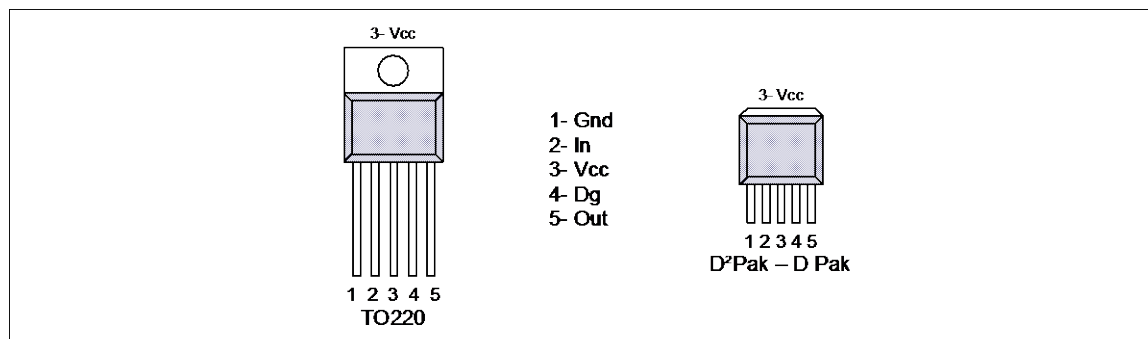 3- Vcc
1 2 3 4 5
TO220
1- Gnd
2- In
3- Vcc
4- Dg
5- Out
3- Vcc
1 2 3 4 5
D²Pak – D Pak